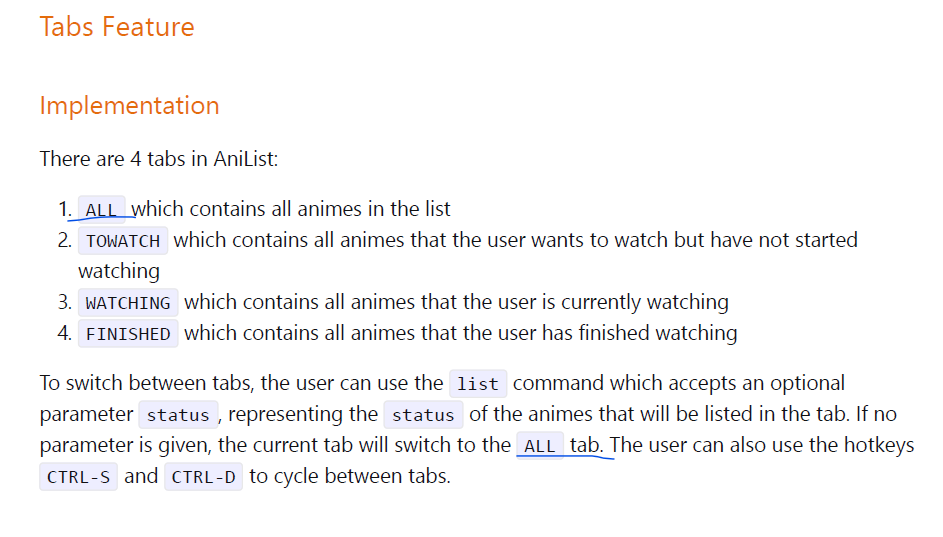 Tabs Feature
Implementation
There are 4 tabs in AniList:
1. ALL which contains all animes in the list
2. TOWATCH which contains all animes that the user wants to watch but have not started
watching
3. WATCHING which contains all animes that the user is currently watching
4. FINISHED which contains all animes that the user has finished watching
To switch between tabs, the user can use the list command which accepts an optional
parameter status, representing the status of the animes that will be listed in the tab. If no
parameter is given, the current tab will switch to the ALL tab. The user can also use the hotkeys
CTRL-S and CTRL-D to cycle between tabs.